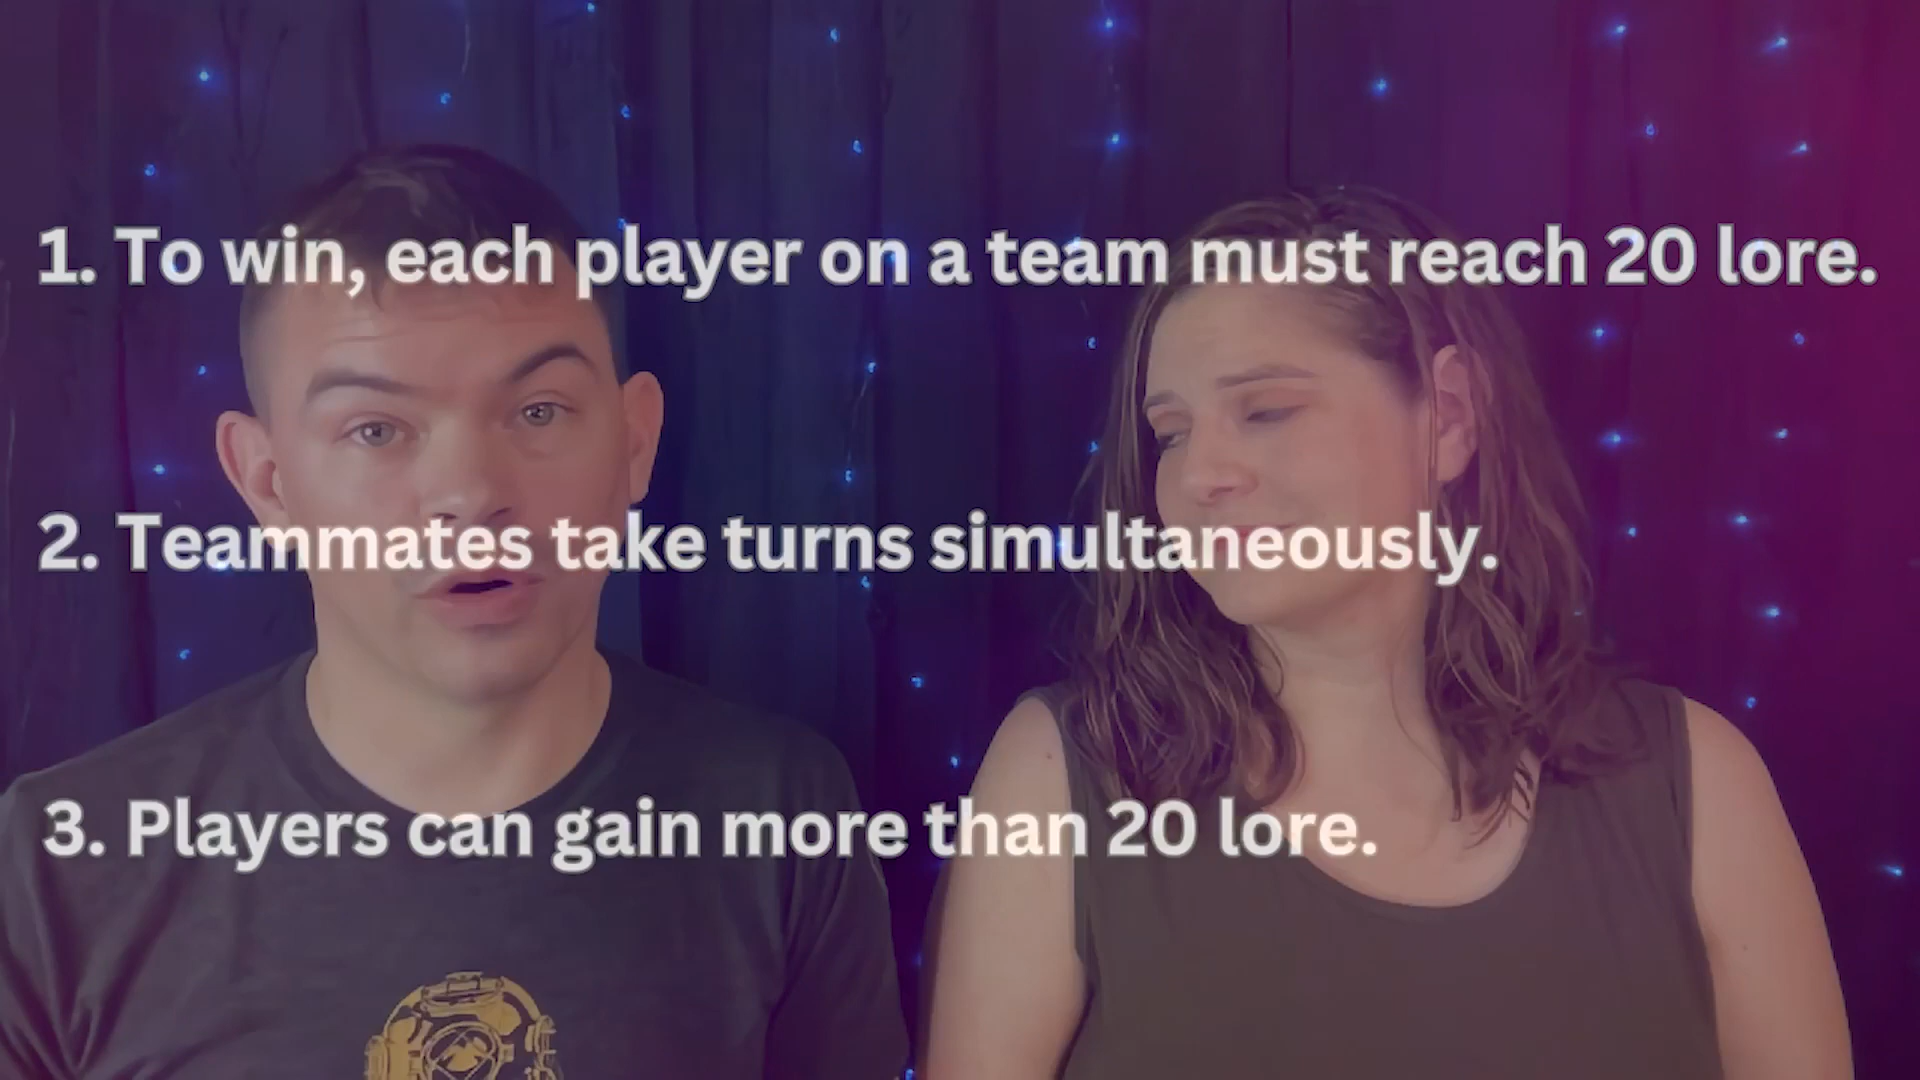 1. To win, each player on a team must reach 20 lore.
2. Teammates take turns simultaneously.
3. Players can gain more than 20 lore.